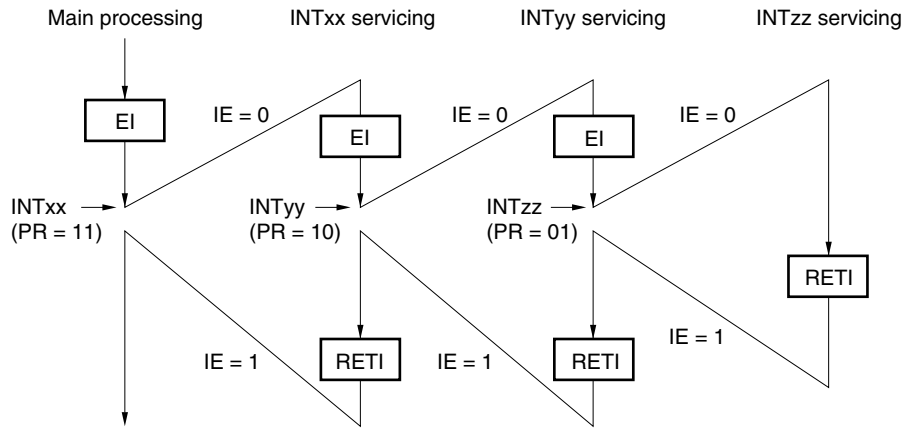 Main processing
INTxx servicing
INTyy servicing
INTzz servicing
EI
IE = 0
EI
IE = 0
EI
IE = 0
INTxx
(PR = 11)
INTyy
(PR = 10)
INTzz
(PR = 01)
RETI
IE = 1
RETI
IE = 1
RETI
IE = 1